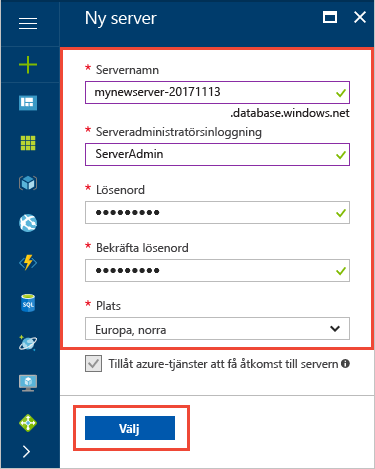 Ny server
* Servernamn
mynewserver-20171113
.database.windows.net
* Serveradministratörsinloggning
ServerAdmin
* Lösenord
•••••••••
* Bekräfta lösenord
•••••••••
* Plats
Europa, norra
Tillåt azure-tjänster att få åtkomst till servern
SQL
Välj